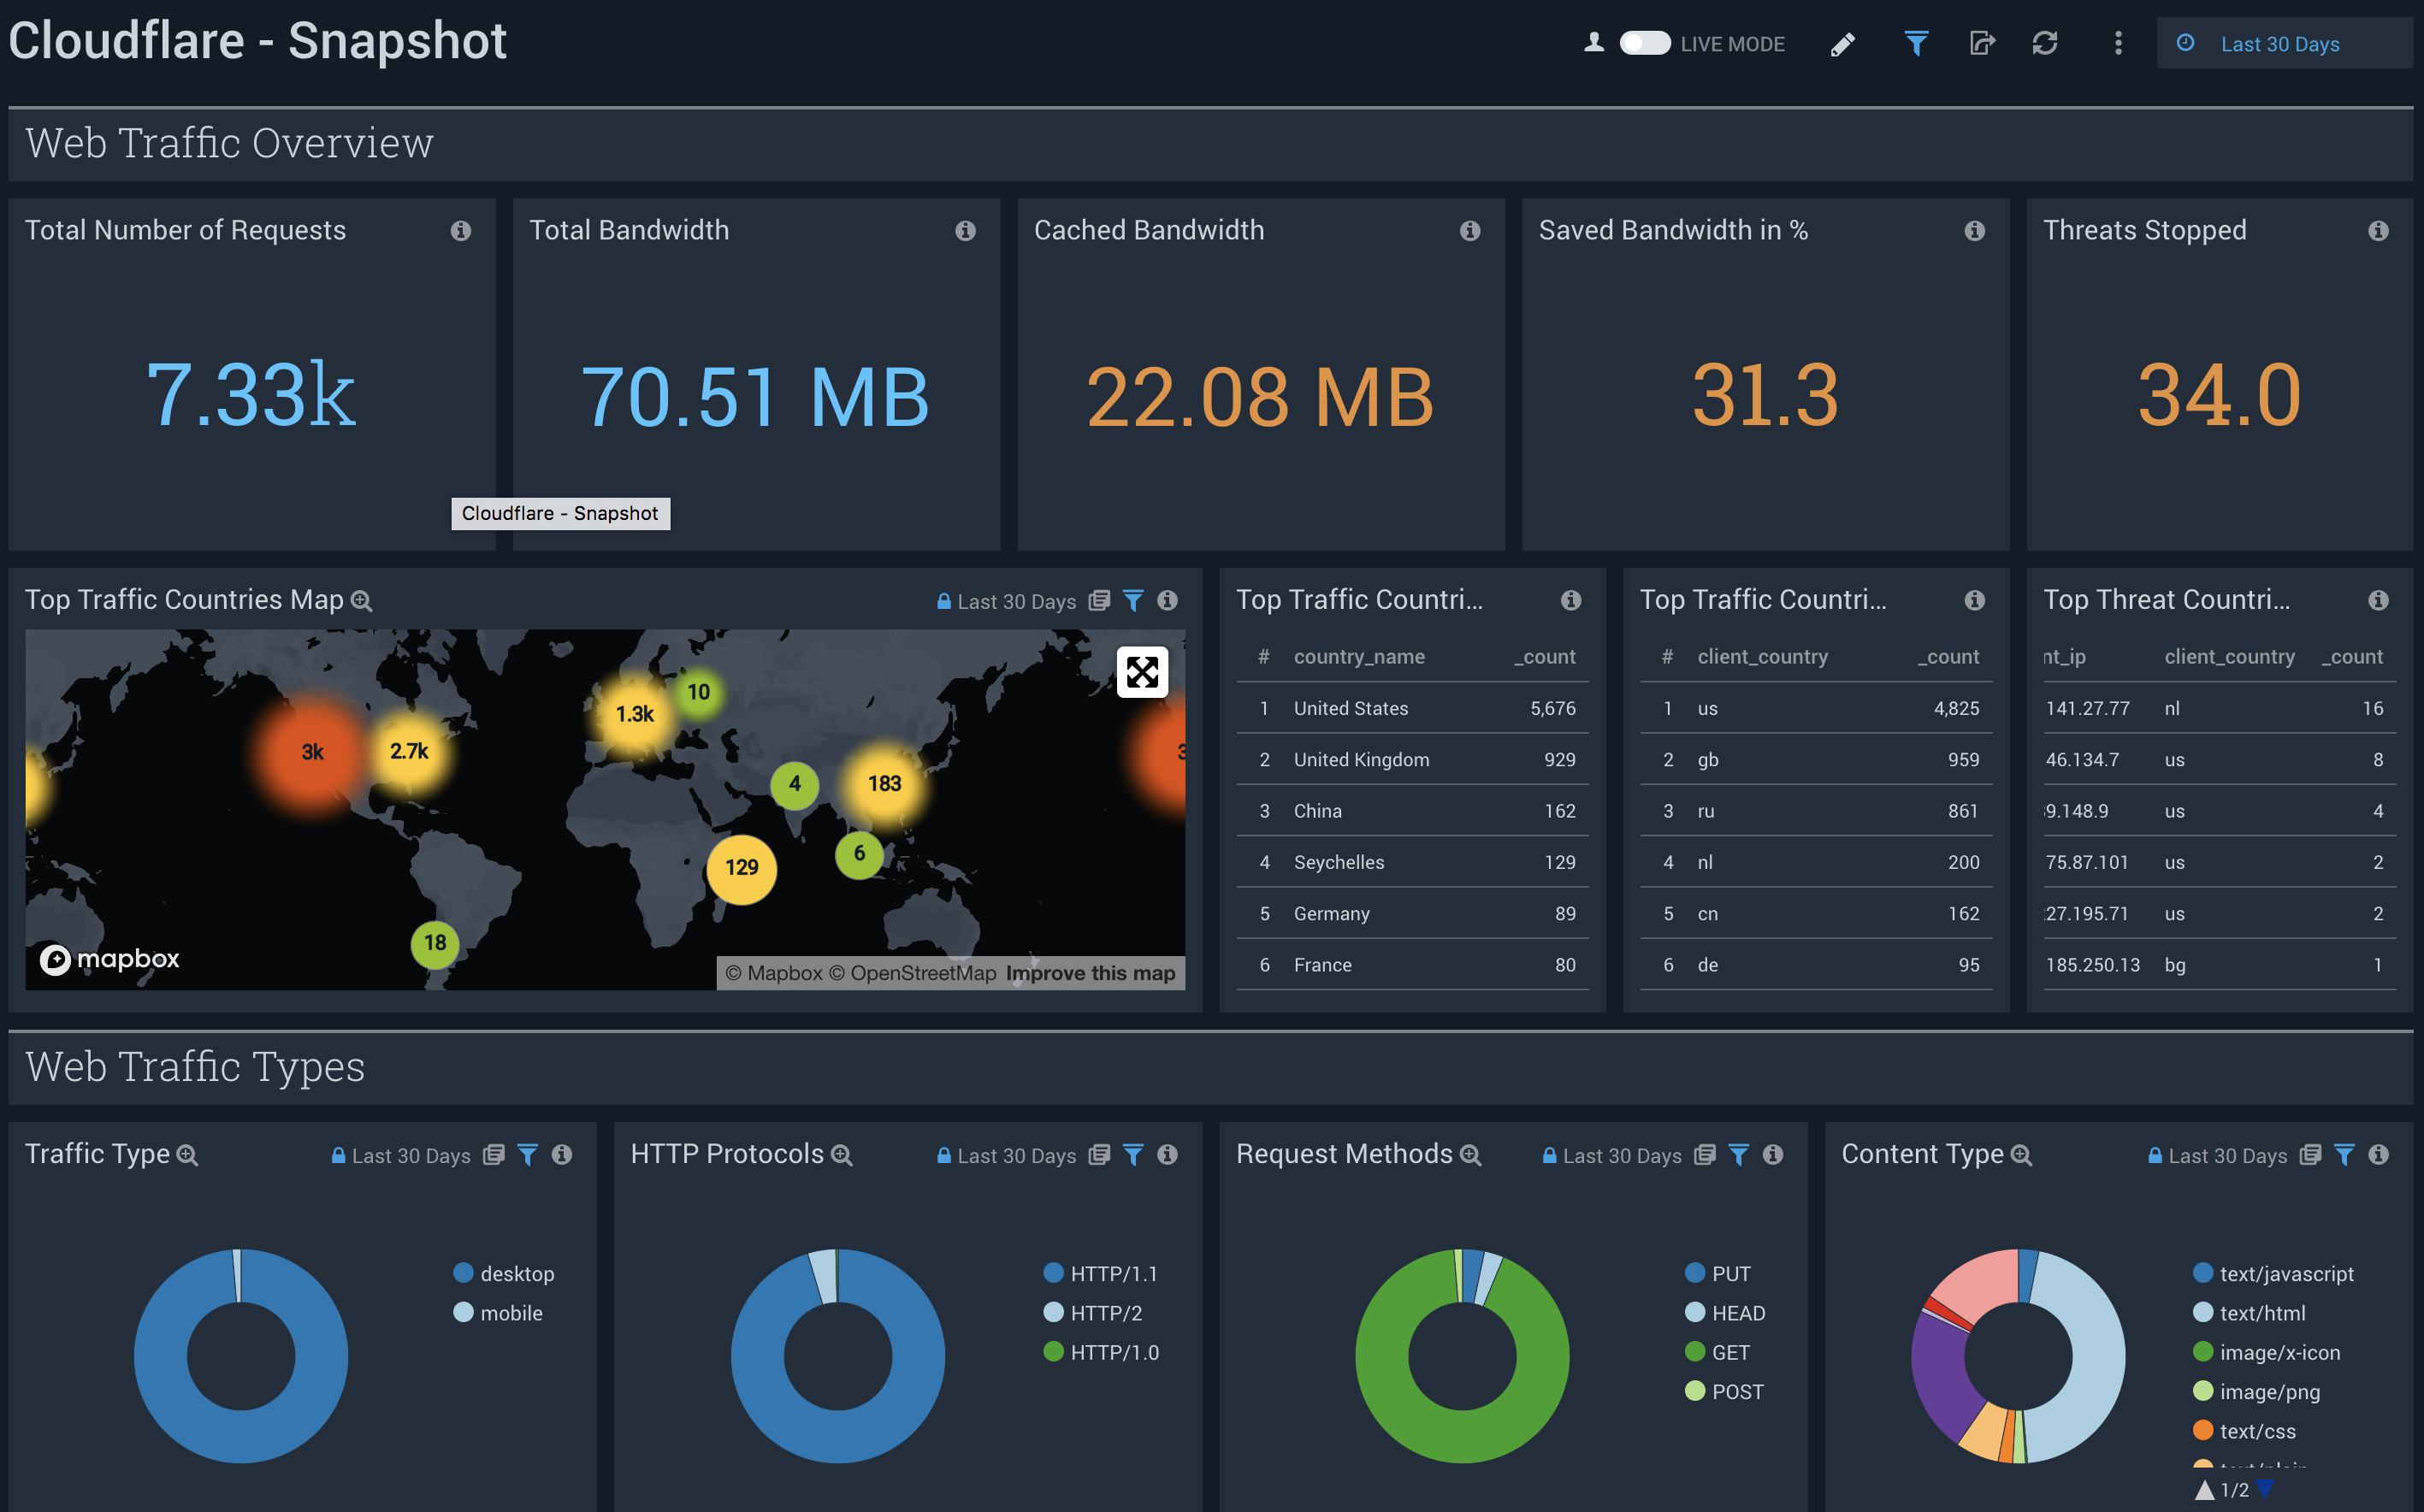 Cloudflare - Snapshot
LIVE MODE
Last 30 Days
Web Traffic Overview
Total Number of Requests
7.33k
Total Bandwidth
70.51 MB
Cached Bandwidth
22.08 MB
Saved Bandwidth in %
31.3
Threats Stopped
34.0
Cloudflare - Snapshot
Top Traffic Countries Map
Last 30 Days
3k
2.7k
1.3k
10
4
183
129
6
18
3
mapbox
© Mapbox © OpenStreetMap Improve this map
Top Traffic Countri...
# country_name _count
1 United States 5,676
2 United Kingdom 929
3 China 162
4 Seychelles 129
5 Germany 89
6 France 80
Top Traffic Countri...
# client_country _count
1 us 4,825
2 gb 959
3 ru 861
4 nl 200
5 cn 162
6 de 95
Top Threat Countri...
nt_ip client_country _count
141.27.77 nl 16
46.134.7 us 8
9.148.9 us 4
75.87.101 us 2
27.195.71 us 2
185.250.13 bg 1
Web Traffic Types
Traffic Type
Last 30 Days
desktop
mobile
HTTP Protocols
Last 30 Days
HTTP/1.1
HTTP/2
HTTP/1.0
Request Methods
Last 30 Days
PUT
HEAD
GET
POST
Content Type
Last 30 Days
text/javascript
text/html
image/x-icon
image/png
text/css
1/2